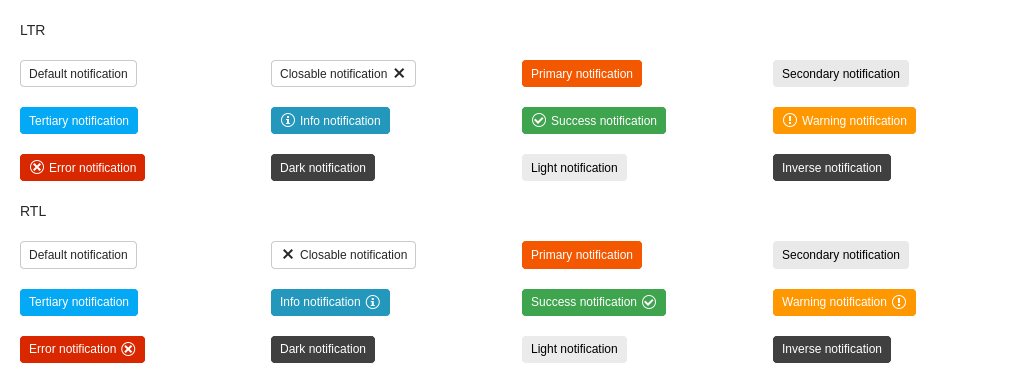 LTR
Default notification
Closable notification
Primary notification
Secondary notification
Tertiary notification
Info notification
Success notification
Warning notification
Error notification
Dark notification
Light notification
Inverse notification
RTL
Default notification
Closable notification
Primary notification
Secondary notification
Tertiary notification
Info notification
Success notification
Warning notification
Error notification
Dark notification
Light notification
Inverse notification